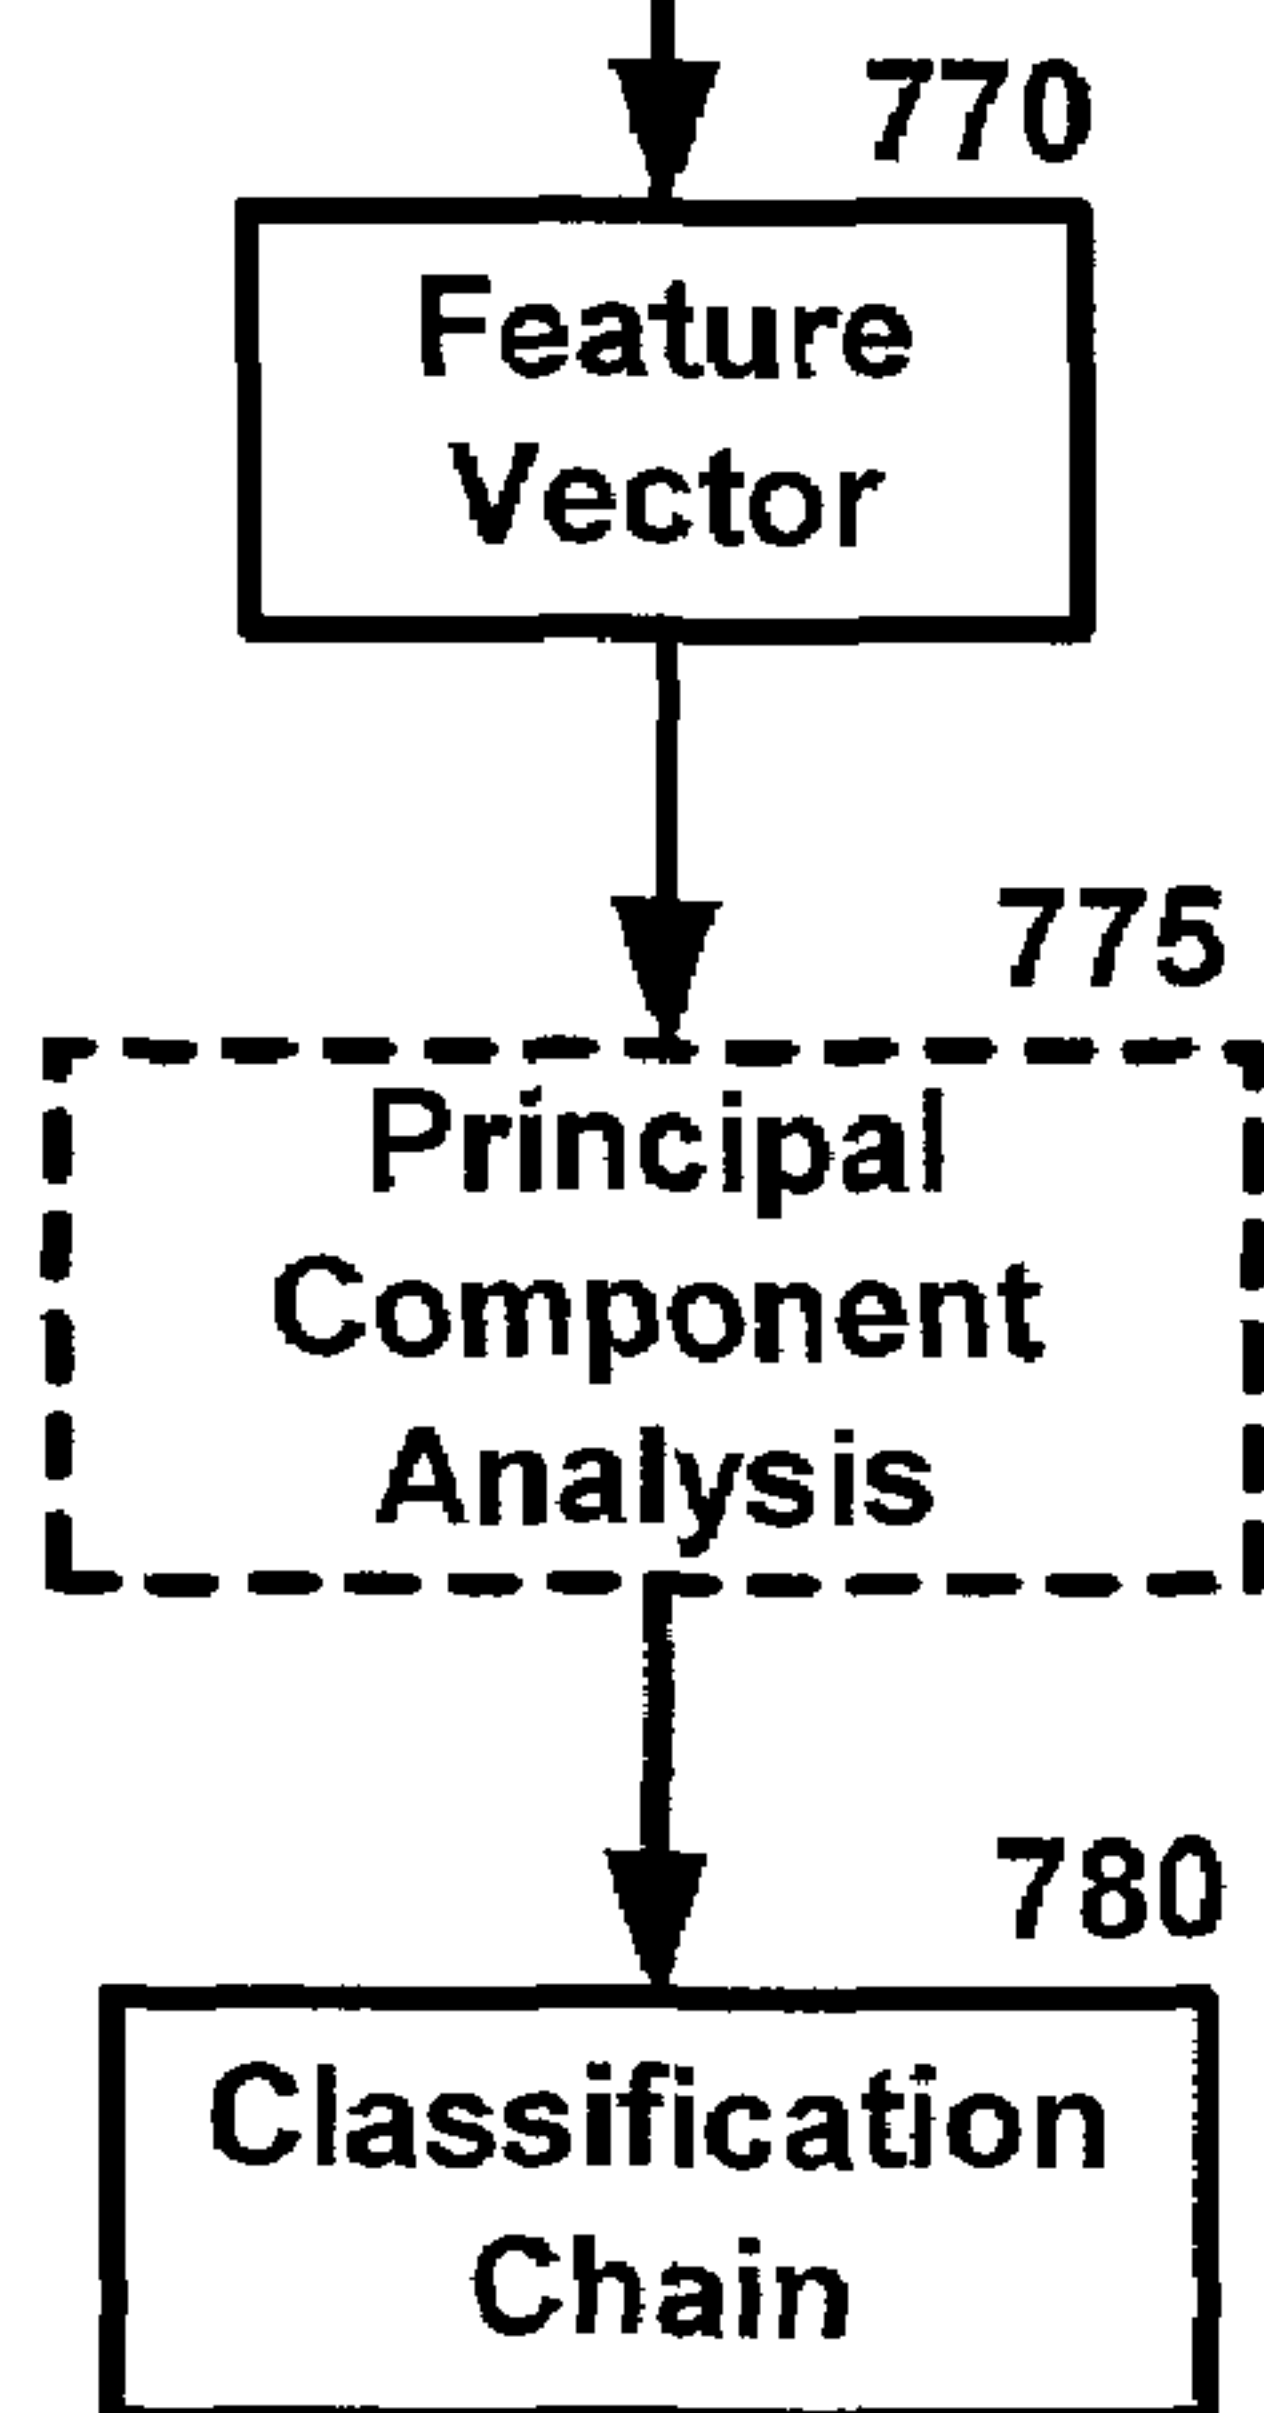 770
Feature
Vector
775
Principal
Component
Analysis
780
Classification
Chain